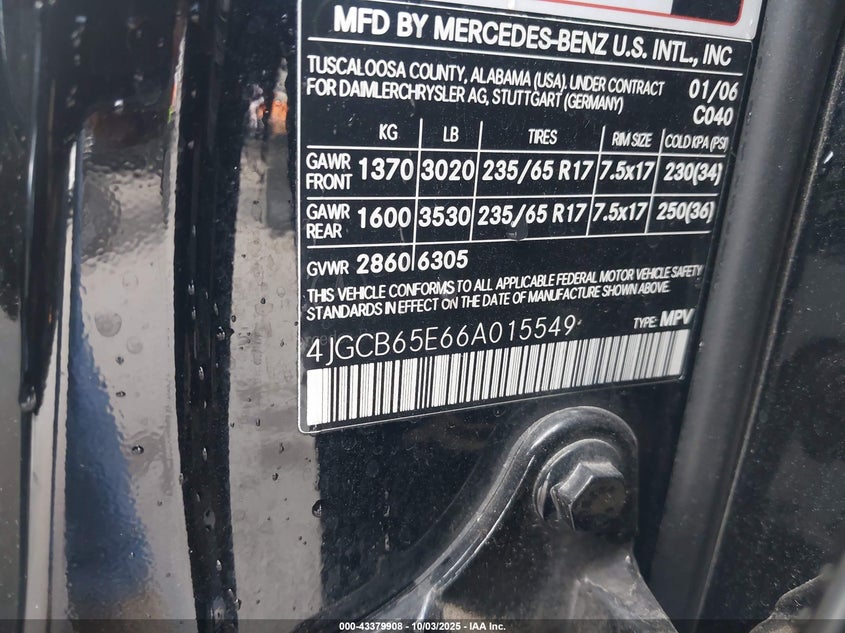 MFD BY MERCEDES-BENZ U.S. INTL., INC
TUSCALOOSA COUNTY, ALABAMA (USA). UNDER CONTRACT 01/06
FOR DAIMLERCHRYSLER AG, STUTTGART (GERMANY) C040
KG LB TIRES RIM SIZE COLD KPA (PSI)
GAWR FRONT 1370 3020 235/65 R17 7.5x17 230(34)
GAWR REAR 1600 3530 235/65 R17 7.5x17 250(36)
GVWR 2860 6305
THIS VEHICLE CONFORMS TO ALL APPLICABLE FEDERAL MOTOR VEHICLE SAFETY
STANDARDS IN EFFECT ON THE DATE OF MANUFACTURE SHOWN ABOVE.
4JGCB65E66A015549 TYPE: MPV
000-43379908 - 10/03/2025 - IAA Inc.